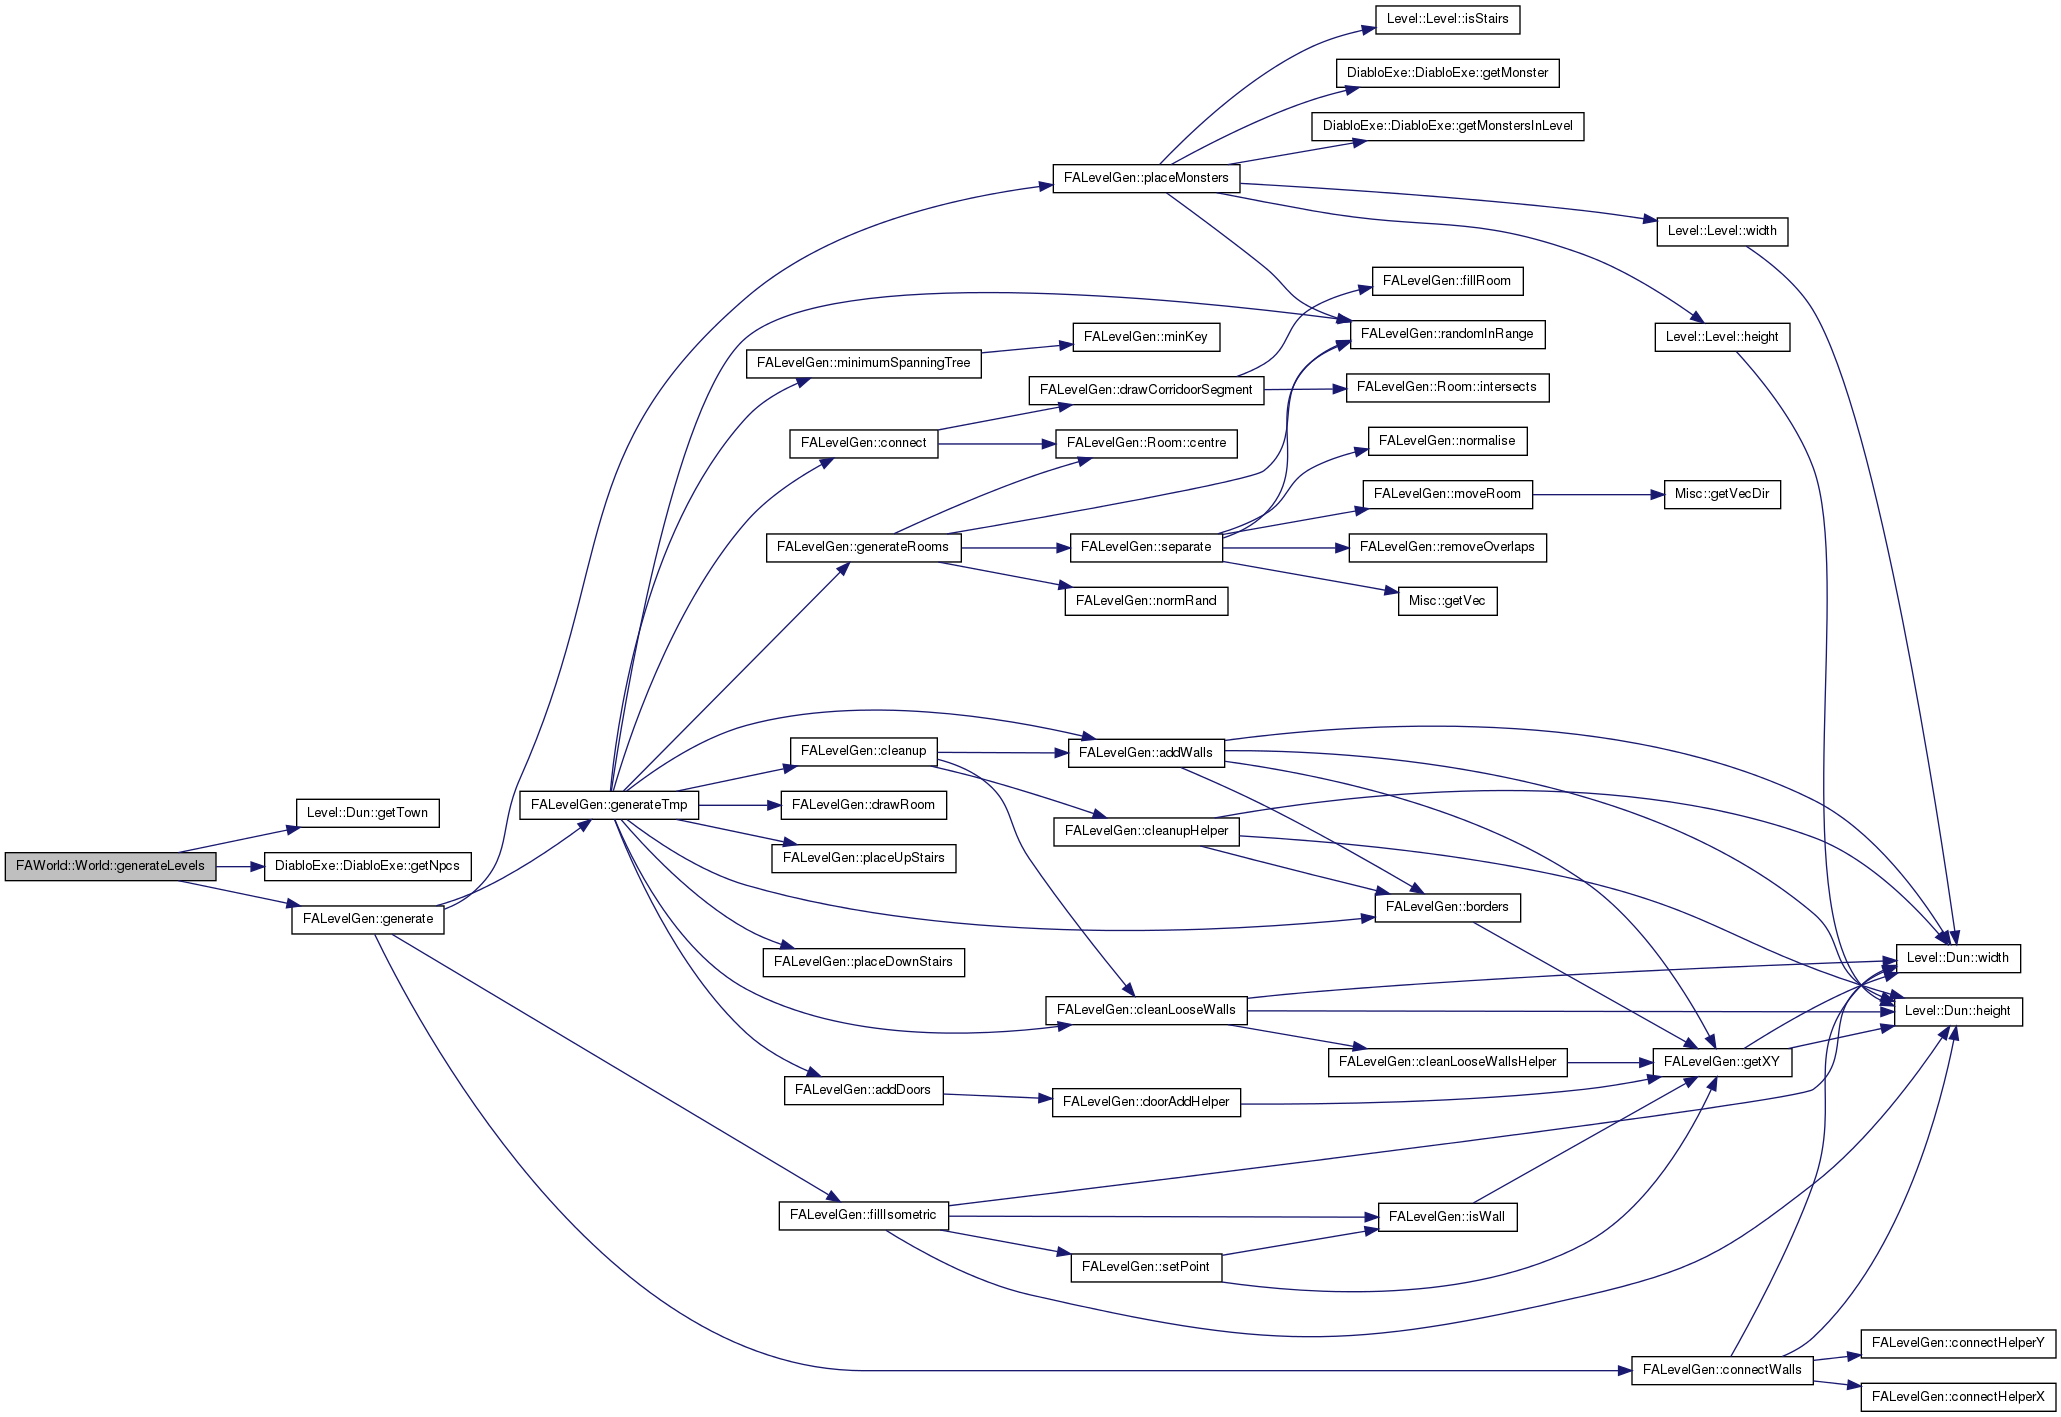 Level::Level::isStairs
DiabloExe::DiabloExe::getMonster
DiabloExe::DiabloExe::getMonstersInLevel
FALevelGen::placeMonsters
Level::Level::width
FALevelGen::fillRoom
FALevelGen::randomInRange
Level::Level::height
FALevelGen::minKey
FALevelGen::minimumSpanningTree
FALevelGen::drawCorridoorSegment
FALevelGen::Room::intersects
FALevelGen::connect
FALevelGen::Room::centre
FALevelGen::normalise
FALevelGen::moveRoom
Misc::getVecDir
FALevelGen::generateRooms
FALevelGen::separate
FALevelGen::removeOverlaps
FALevelGen::normRand
Misc::getVec
FALevelGen::cleanup
FALevelGen::addWalls
FALevelGen::generateTmp
FALevelGen::drawRoom
Level::Dun::getTown
FALevelGen::cleanupHelper
FALevelGen::placeUpStairs
FAWorld::World::generateLevels
DiabloExe::DiabloExe::getNpcs
FALevelGen::borders
FALevelGen::generate
FALevelGen::placeDownStairs
Level::Dun::width
FALevelGen::cleanLooseWalls
Level::Dun::height
FALevelGen::cleanLooseWallsHelper
FALevelGen::getXY
FALevelGen::addDoors
FALevelGen::doorAddHelper
FALevelGen::fillIsometric
FALevelGen::isWall
FALevelGen::setPoint
FALevelGen::connectHelperY
FALevelGen::connectWalls
FALevelGen::connectHelperX